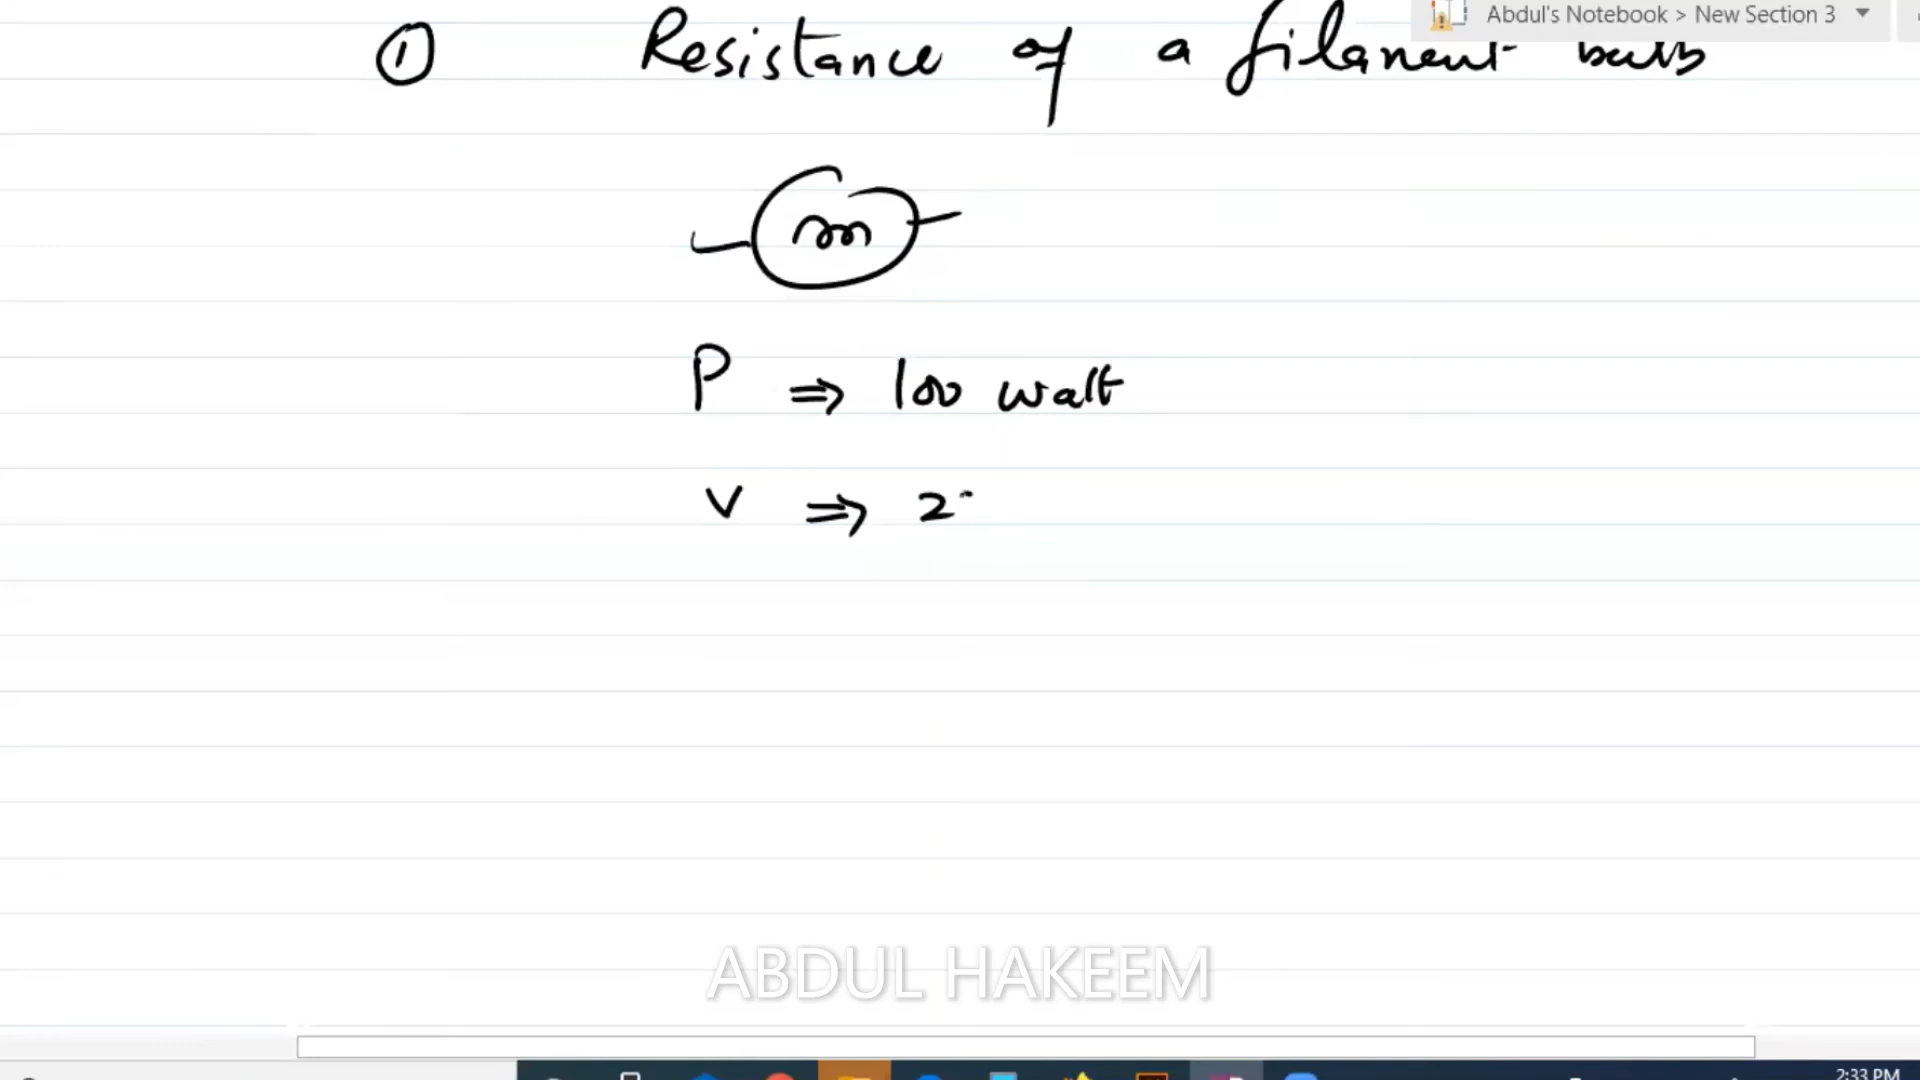 Abdul's Notebook > New Section 3
① Resistance of a filament bulb
P ⇒ 100 watt
V ⇒ 2
ABDUL HAKEEM
2:33 PM